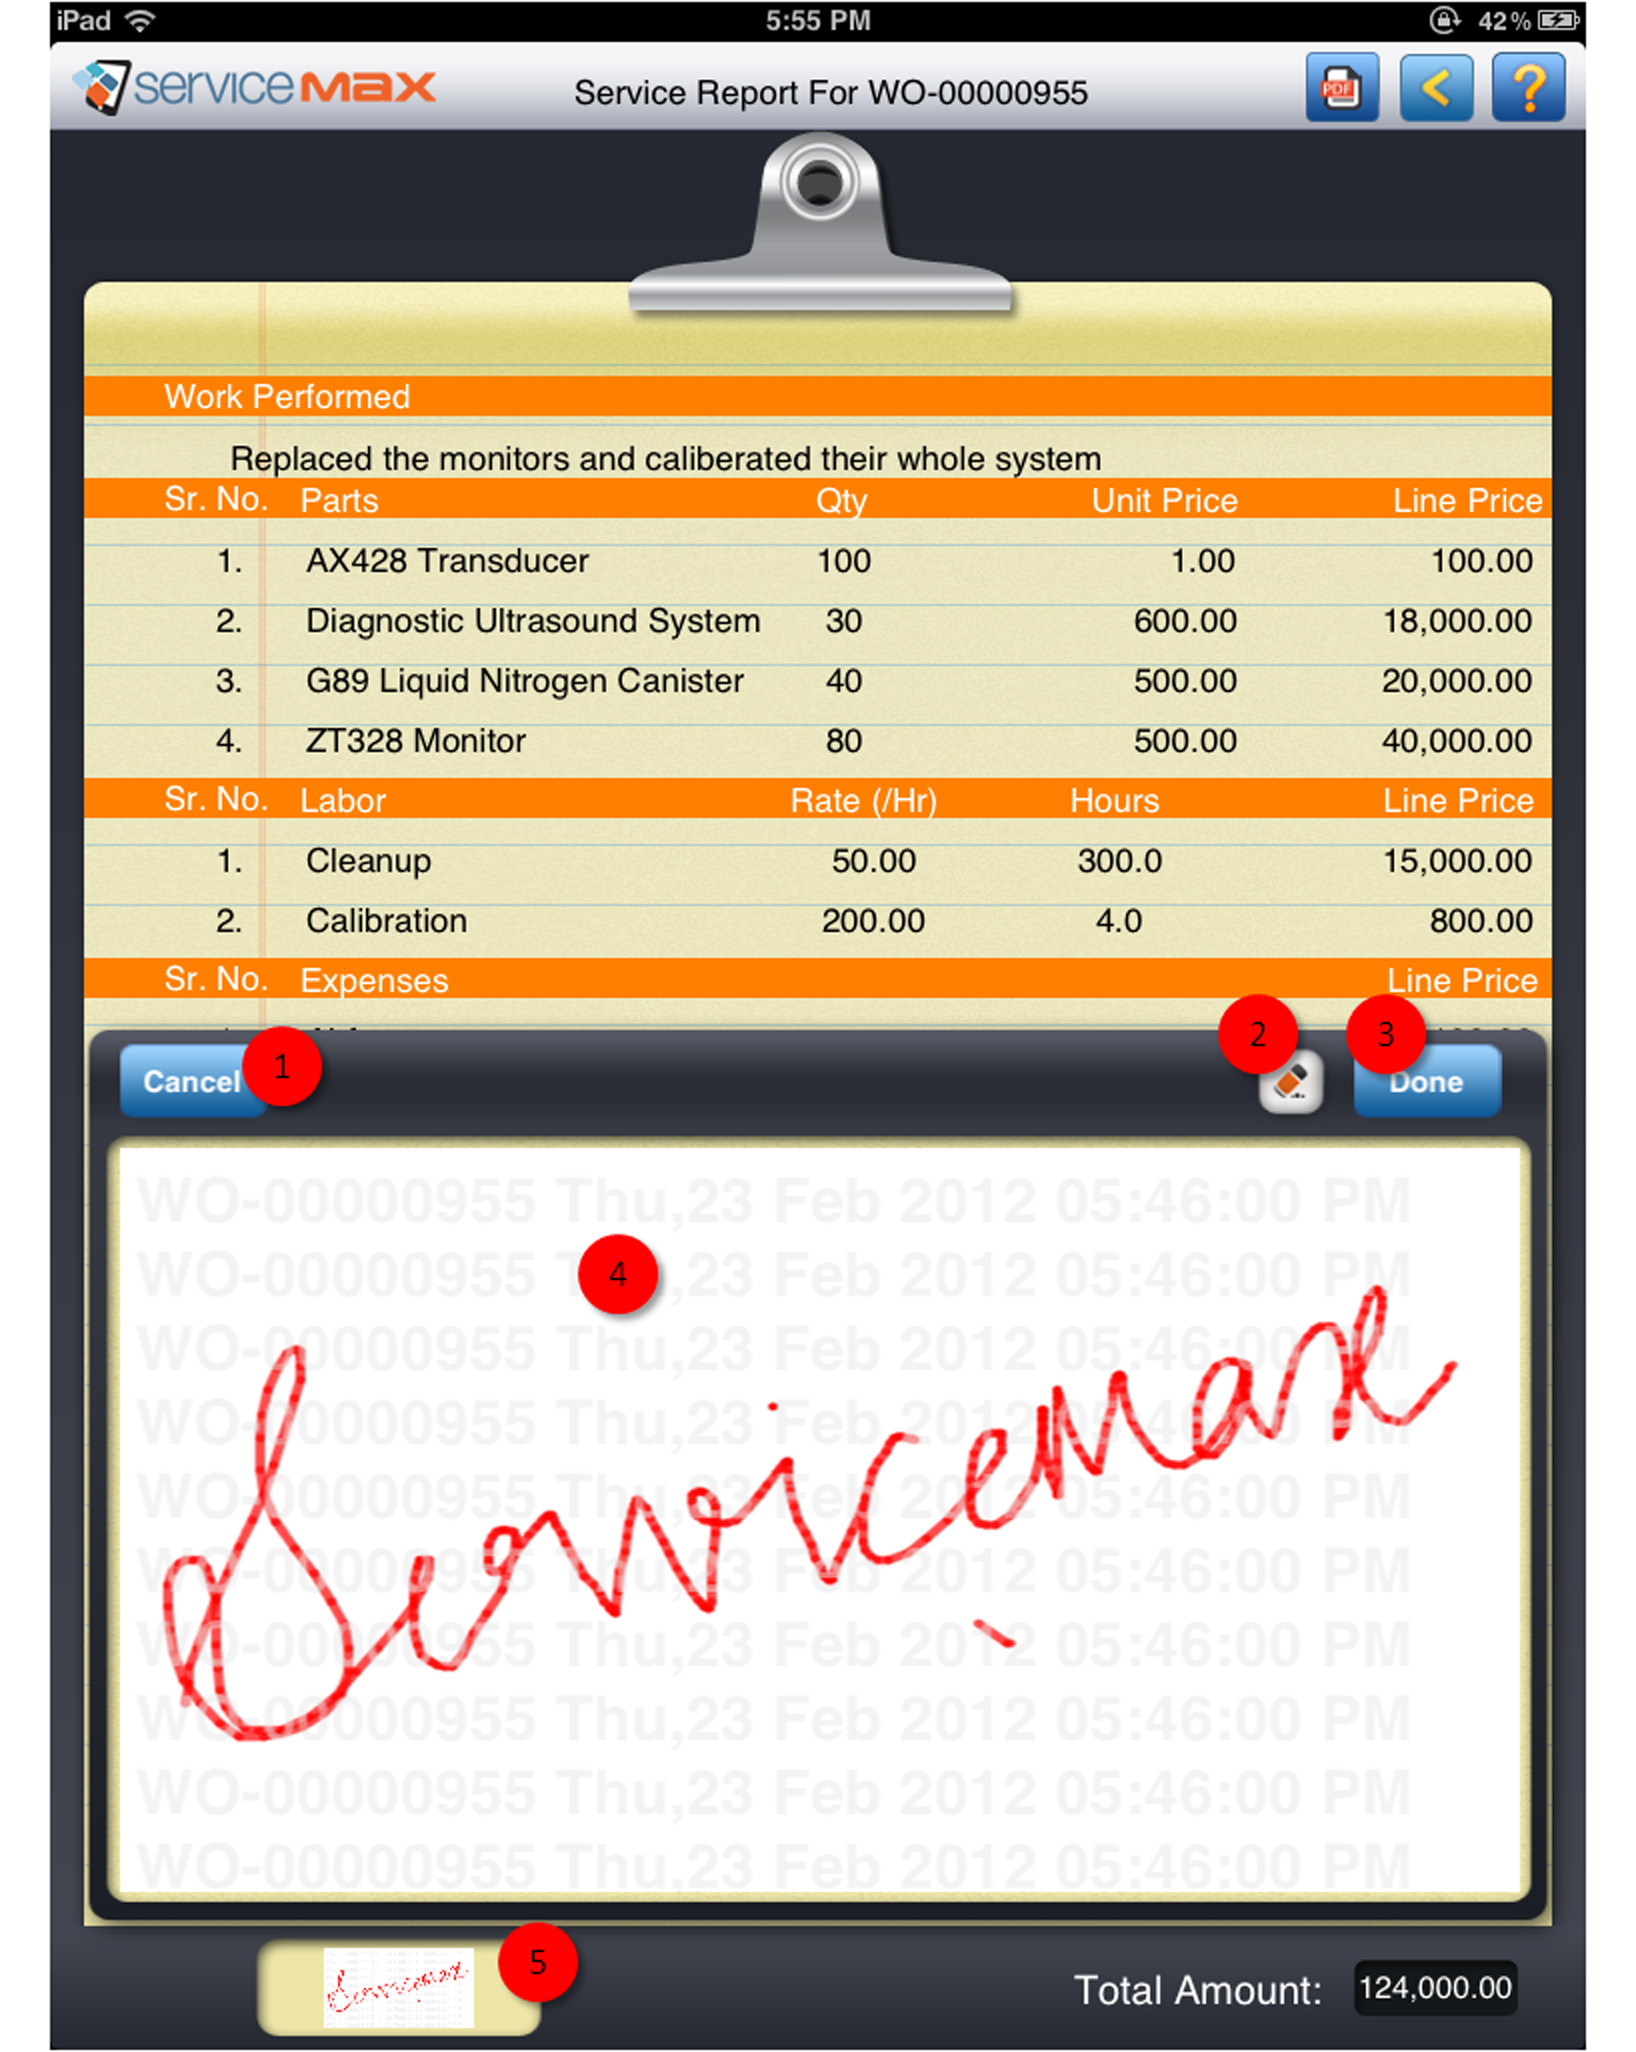 iPad 5:55 PM 42%
servicemax Service Report For WO-00000955 PDF < ?
Work Performed
Replaced the monitors and caliberated their whole system
Sr. No. Parts Qty Unit Price Line Price
1. AX428 Transducer 100 1.00 100.00
2. Diagnostic Ultrasound System 30 600.00 18,000.00
3. G89 Liquid Nitrogen Canister 40 500.00 20,000.00
4. ZT328 Monitor 80 500.00 40,000.00
Sr. No. Labor Rate (/Hr) Hours Line Price
1. Cleanup 50.00 300.0 15,000.00
2. Calibration 200.00 4.0 800.00
Sr. No. Expenses Line Price
Cancel 1 2 3 Done
WO-00000955 Thu,23 Feb 2012 05:46:00 PM
WO-00000955 Thu,23 Feb 2012 05:46:00 PM
4
WO-00000955 Thu,23 Feb 2012 05:46:00 PM
WO-00000955 Thu,23 Feb 2012 05:46:00 PM
WO-00000955 Thu,23 Feb 2012 05:46:00 PM
WO-00000955 Thu,23 Feb 2012 05:46:00 PM
WO-00000955 Thu,23 Feb 2012 05:46:00 PM
WO-00000955 Thu,23 Feb 2012 05:46:00 PM
WO-00000955 Thu,23 Feb 2012 05:46:00 PM
WO-00000955 Thu,23 Feb 2012 05:46:00 PM
Servicemax
Servicemax 5 Total Amount: 124,000.00